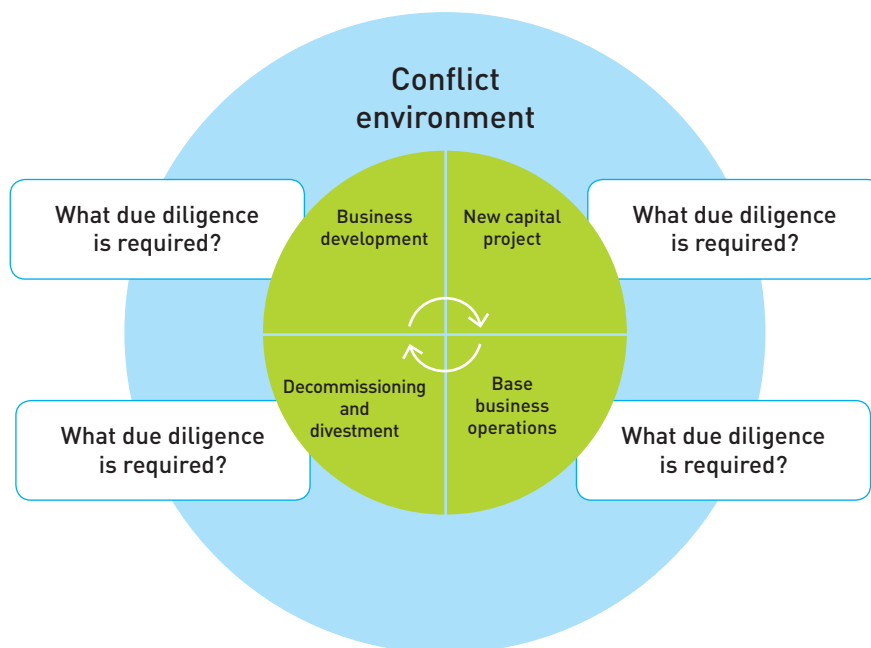 Conflict
environment
What due diligence
is required?
Business
development
New capital
project
What due diligence
is required?
What due diligence
is required?
Decommissioning
and
divestment
Base
business
operations
What due diligence
is required?